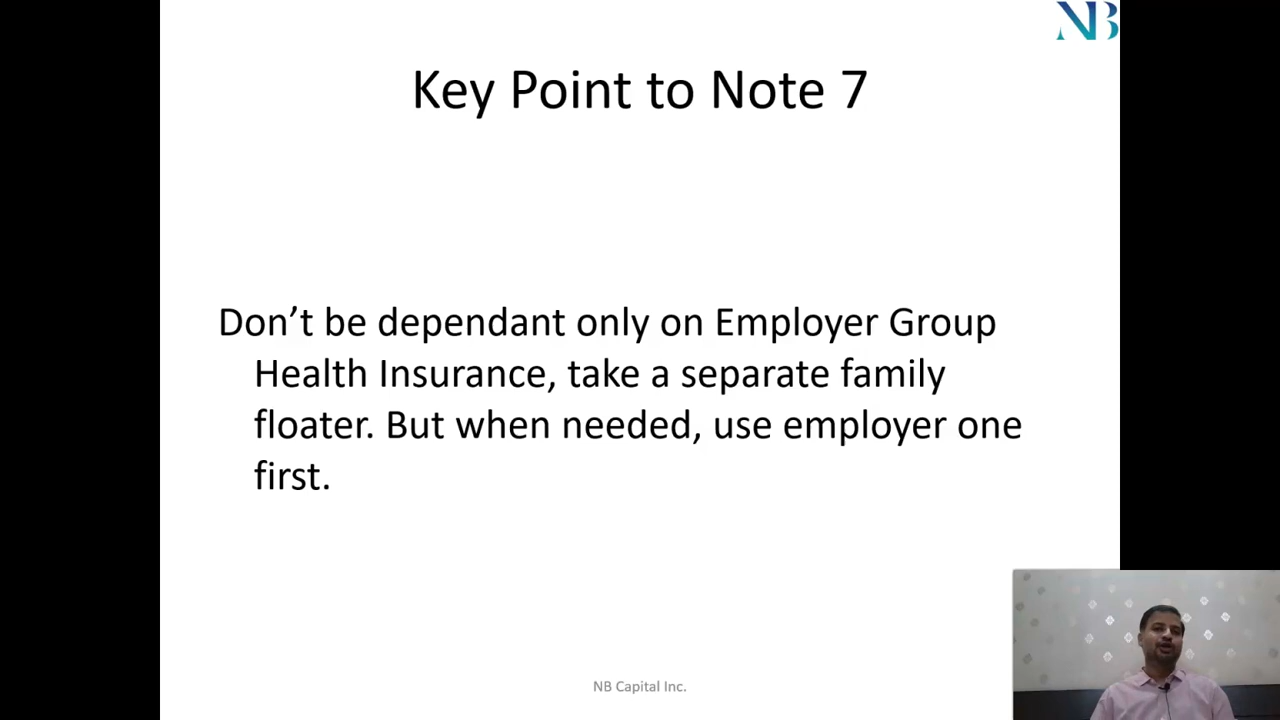 NB
Key Point to Note 7
Don’t be dependant only on Employer Group
Health Insurance, take a separate family
floater. But when needed, use employer one
first.
NB Capital Inc.